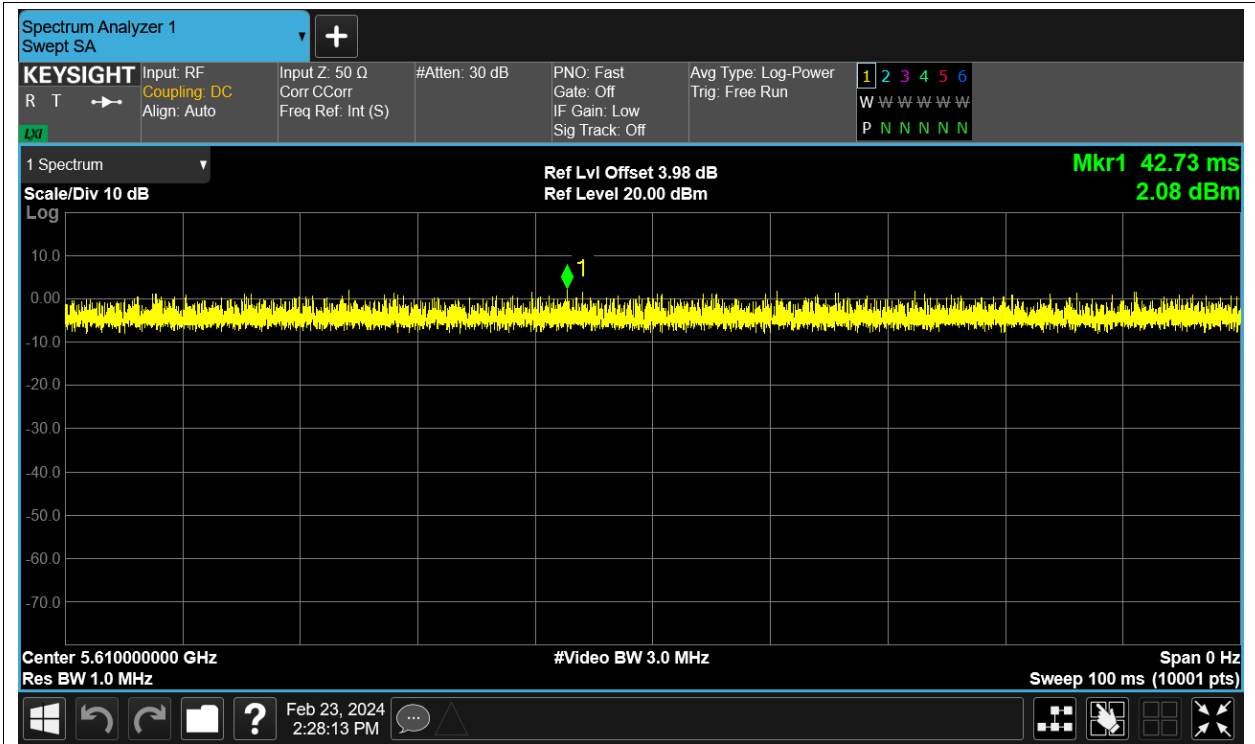 Spectrum Analyzer 1
Swept SA
KEYSIGHT
R T
LXI
Input: RF
Coupling: DC
Align: Auto
Input Z: 50 Ω
Corr CCorr
Freq Ref: Int (S)
#Atten: 30 dB
PNO: Fast
Gate: Off
IF Gain: Low
Sig Track: Off
Avg Type: Log-Power
Trig: Free Run
1 2 3 4 5 6
W W W W W W
P N N N N N
1 Spectrum
Scale/Div 10 dB
Ref Lvl Offset 3.98 dB
Ref Level 20.00 dBm
Mkr1 42.73 ms
2.08 dBm
Log
10.0
0.00
-10.0
-20.0
-30.0
-40.0
-50.0
-60.0
-70.0
1
Center 5.610000000 GHz
Res BW 1.0 MHz
#Video BW 3.0 MHz
Span 0 Hz
Sweep 100 ms (10001 pts)
?
Feb 23, 2024
2:28:13 PM